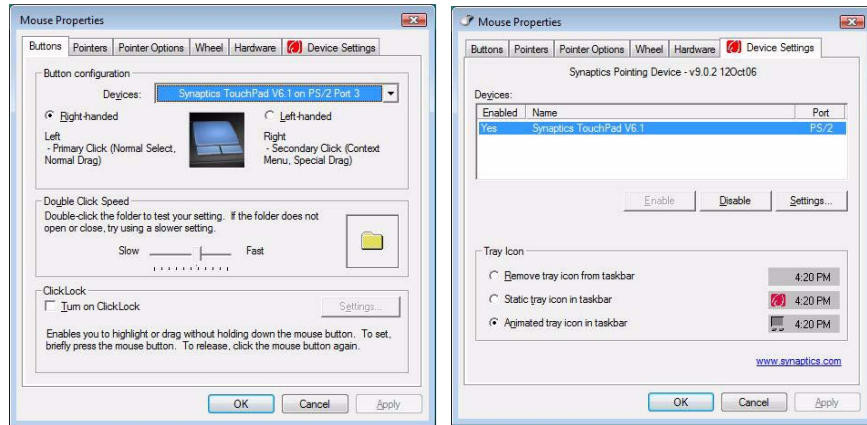 Mouse Properties
Buttons Pointers Pointer Options Wheel Hardware Device Settings
Button configuration
Devices: Synaptics TouchPad V6.1 on PS/2 Port 3
Right-handed Left-handed
Left
- Primary Click (Normal Select,
Normal Drag)
Right
- Secondary Click (Context
Menu, Special Drag)
Double Click Speed
Double-click the folder to test your setting. If the folder does not
open or close, try using a slower setting.
Slow Fast
ClickLock
Turn on ClickLock Settings...
Enables you to highlight or drag without holding down the mouse button. To set,
briefly press the mouse button. To release, click the mouse button again.
OK Cancel Apply
Mouse Properties
Buttons Pointers Pointer Options Wheel Hardware Device Settings
Synaptics Pointing Device - v9.0.2 12Oct06
Devices:
Enabled Name Port
Yes Synaptics TouchPad V6.1 PS/2
Enable Disable Settings...
Tray Icon
Remove tray icon from taskbar 4:20 PM
Static tray icon in taskbar 4:20 PM
Animated tray icon in taskbar 4:20 PM
www.synaptics.com
OK Cancel Apply